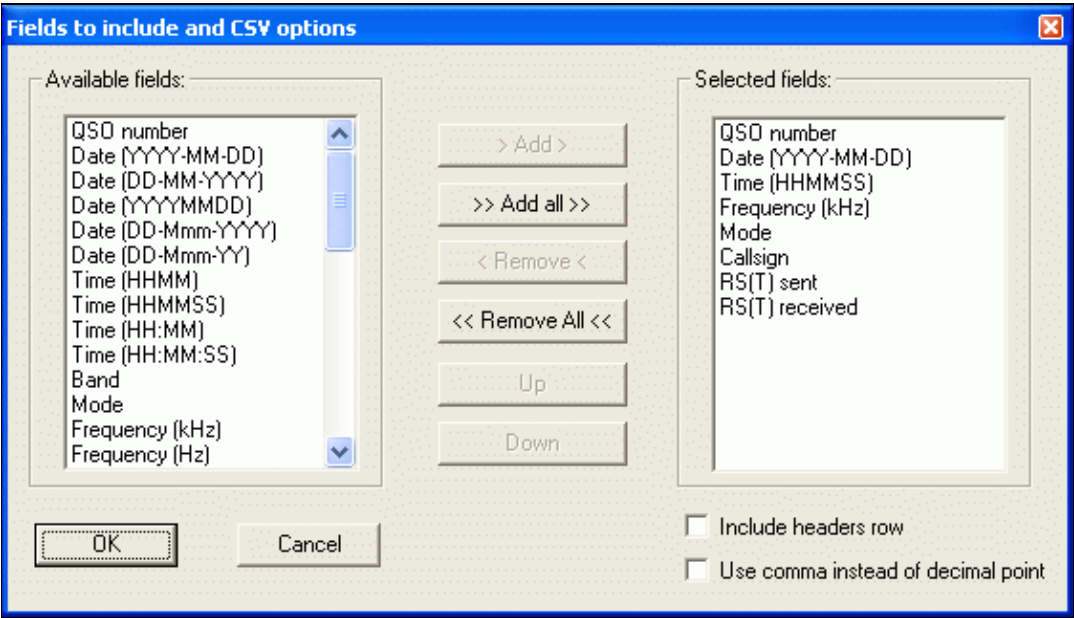 Fields to include and CSV options
Available fields:
QSO number
Date (YYYY-MM-DD)
Date (DD-MM-YYYY)
Date (YYYYMMDD)
Date (DD-Mmm-YYYY)
Date (DD-Mmm-YY)
Time (HHMM)
Time (HHMMSS)
Time (HH:MM)
Time (HH:MM:SS)
Band
Mode
Frequency (kHz)
Frequency (Hz)
> Add >
>> Add all >>
< Remove <
<< Remove All <<
Up
Down
Selected fields:
QSO number
Date (YYYY-MM-DD)
Time (HHMMSS)
Frequency (kHz)
Mode
Callsign
RS(T) sent
RS(T) received
OK
Cancel
Include headers row
Use comma instead of decimal point